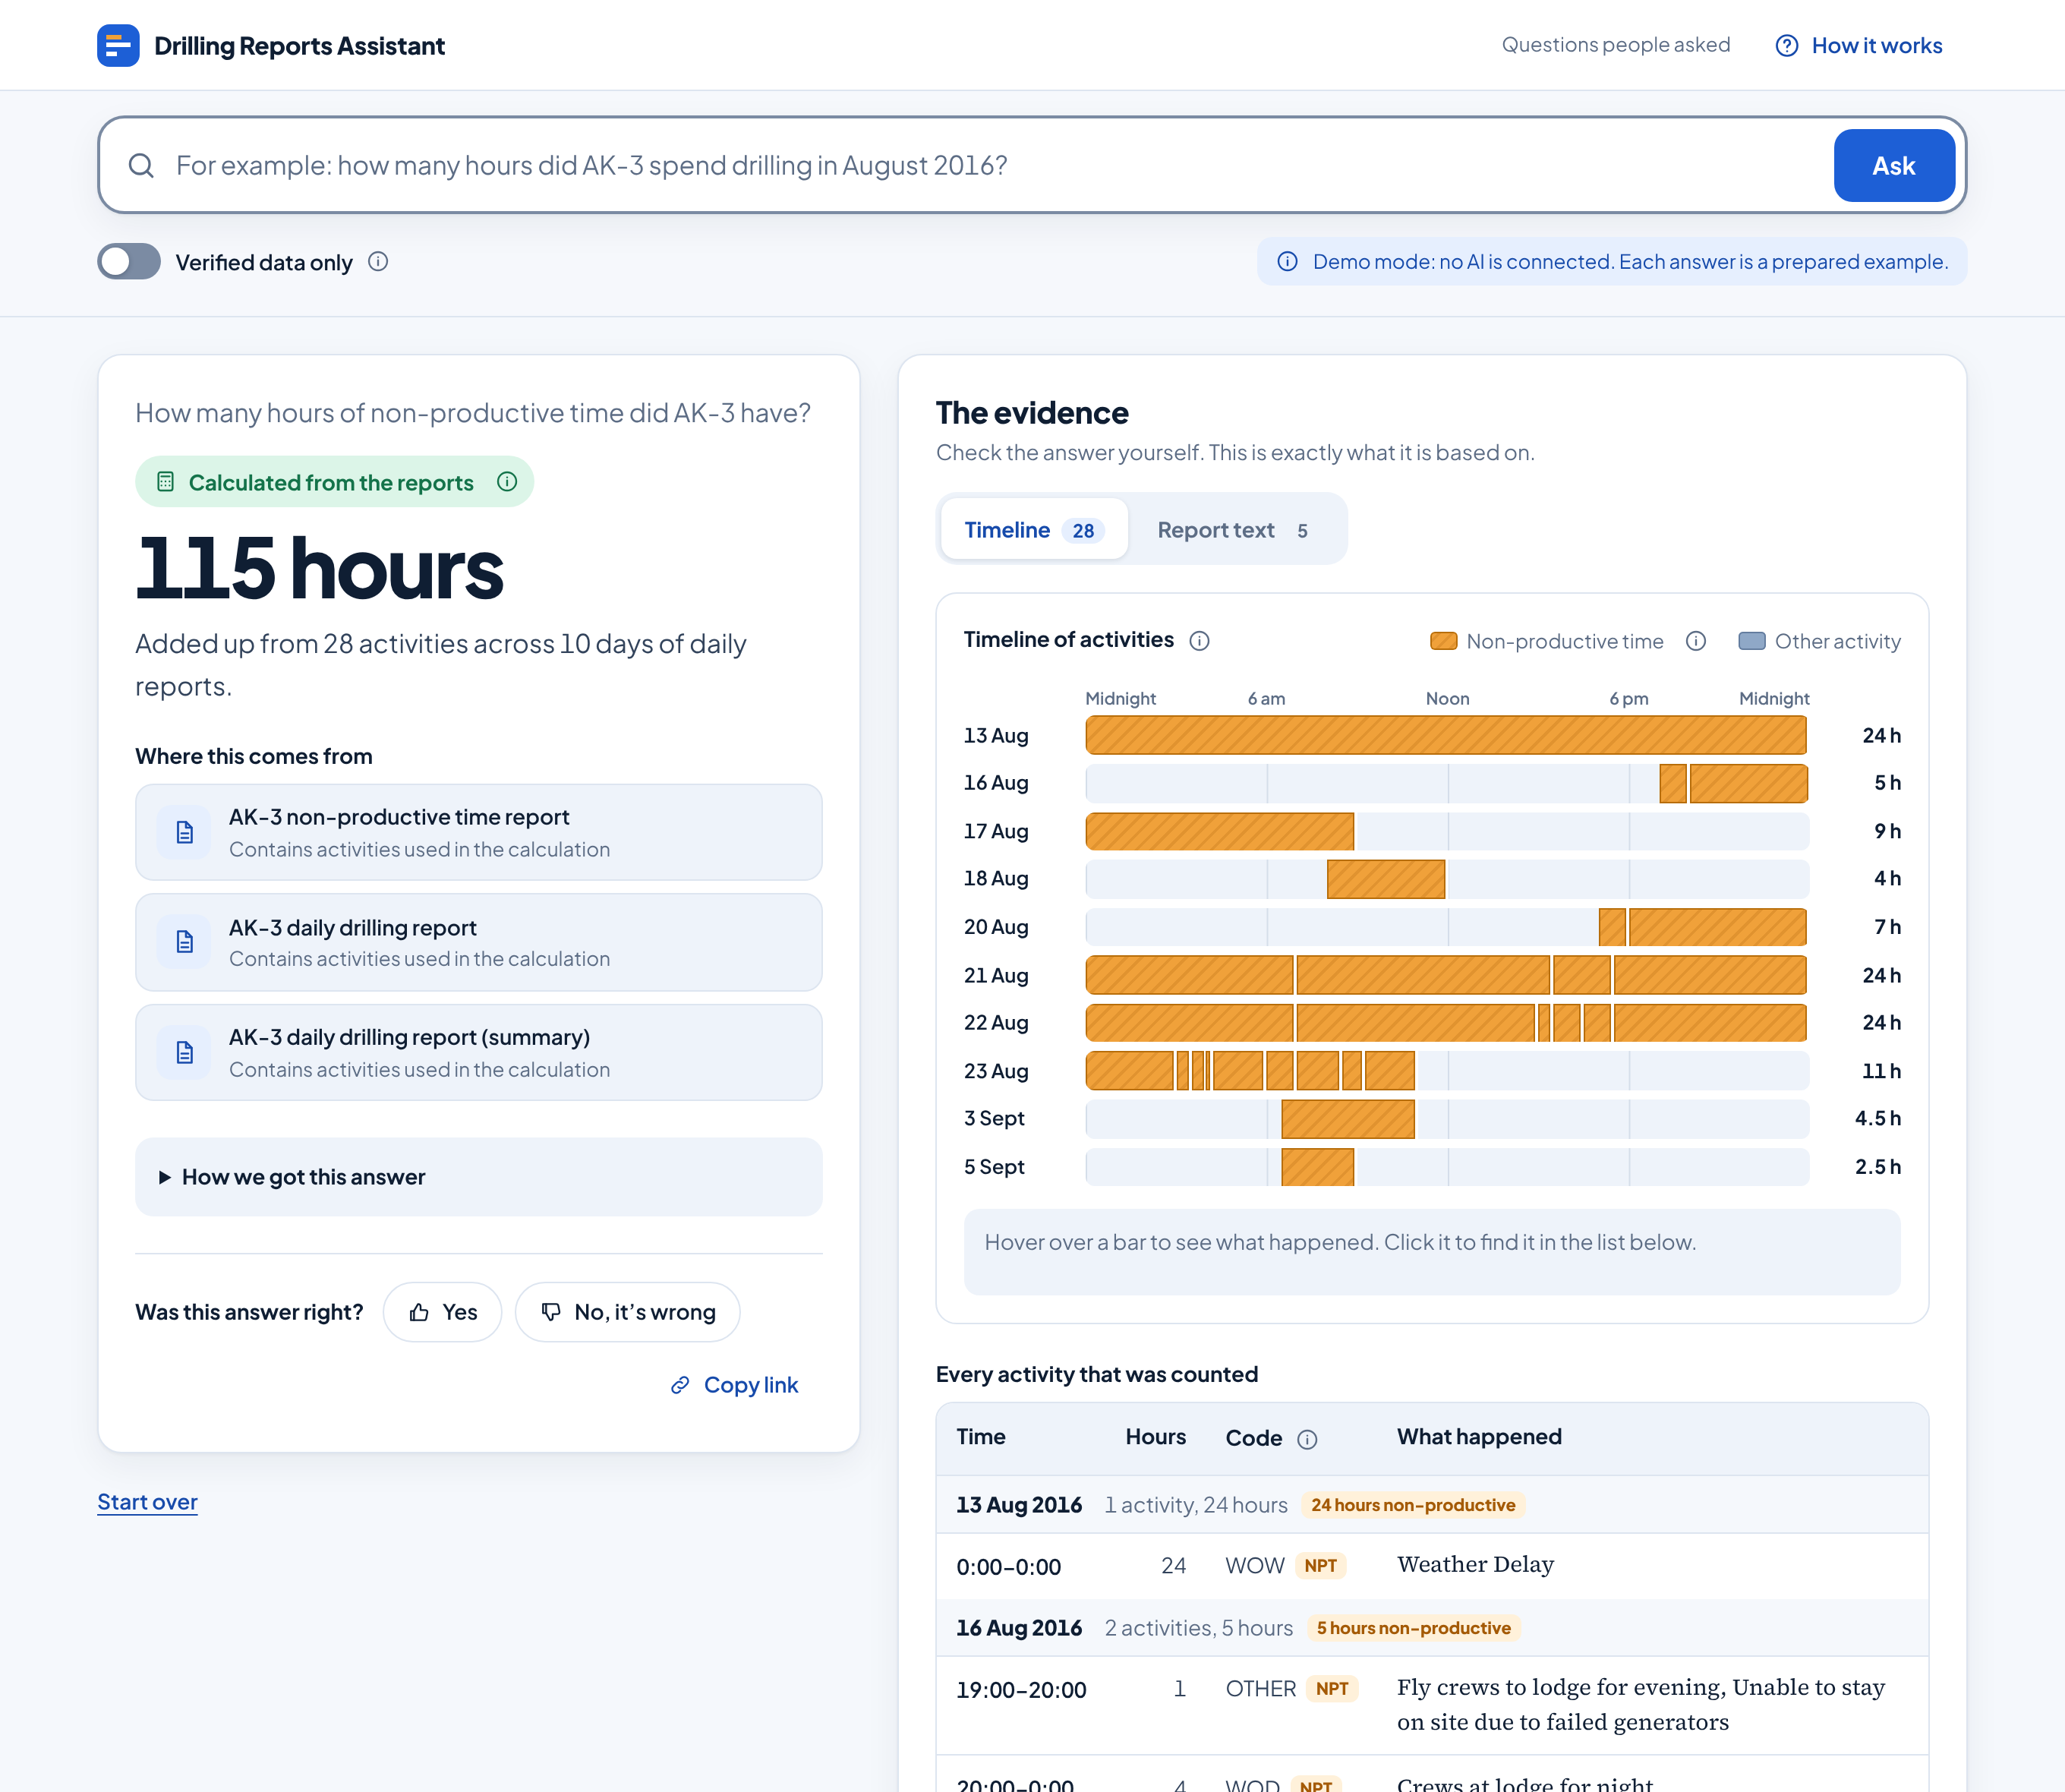 Drilling Reports Assistant
Questions people asked
How it works
For example: how many hours did AK-3 spend drilling in August 2016?
Ask
Verified data only
Demo mode: no AI is connected. Each answer is a prepared example.
How many hours of non-productive time did AK-3 have?
Calculated from the reports
115 hours
Added up from 28 activities across 10 days of daily
reports.
Where this comes from
AK-3 non-productive time report
Contains activities used in the calculation
AK-3 daily drilling report
Contains activities used in the calculation
AK-3 daily drilling report (summary)
Contains activities used in the calculation
How we got this answer
Was this answer right?
Yes
No, it’s wrong
Copy link
Start over
The evidence
Check the answer yourself. This is exactly what it is based on.
Timeline 28
Report text 5
Timeline of activities
Non-productive time
Other activity
Midnight 6 am Noon 6 pm Midnight
13 Aug 24 h
16 Aug 5 h
17 Aug 9 h
18 Aug 4 h
20 Aug 7 h
21 Aug 24 h
22 Aug 24 h
23 Aug 11 h
3 Sept 4.5 h
5 Sept 2.5 h
Hover over a bar to see what happened. Click it to find it in the list below.
Every activity that was counted
Time Hours Code What happened
13 Aug 2016 1 activity, 24 hours 24 hours non-productive
0:00–0:00 24 WOW NPT Weather Delay
16 Aug 2016 2 activities, 5 hours 5 hours non-productive
19:00–20:00 1 OTHER NPT Fly crews to lodge for evening, Unable to stay
on site due to failed generators
20:00–0:00 4 WOD NPT Crews at lodge for night